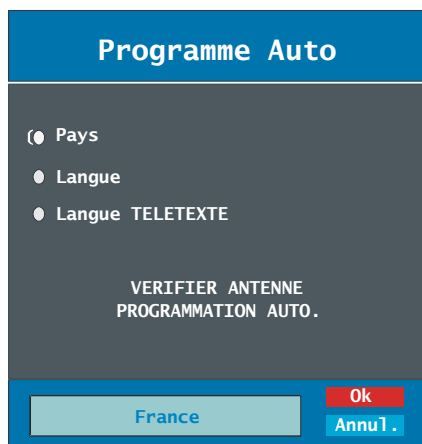 Programme Auto
Pays
Langue
Langue TELETEXTE
VERIFIER ANTENNE
PROGRAMMATION AUTO.
France
Ok
Annul.